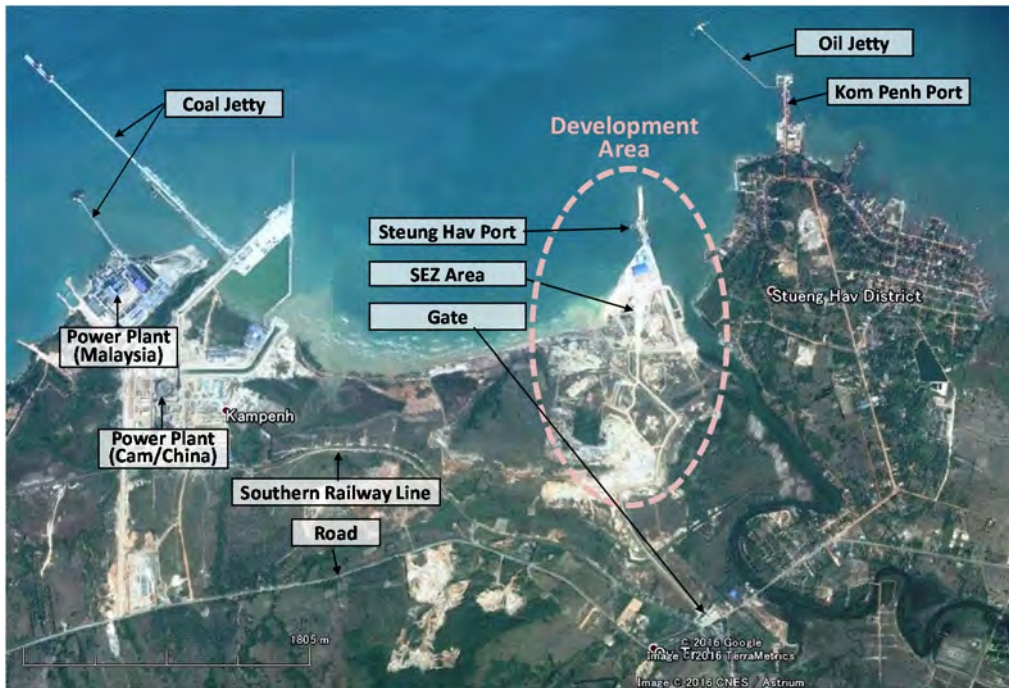 Oil Jetty
Kom Penh Port
Coal Jetty
Development
Area
Steung Hav Port
SEZ Area
Gate
Stueng Hav District
Power Plant
(Malaysia)
Kampenh
Power Plant
(Cam/China)
Southern Railway Line
Road
1805 m
© 2016 Google
Image © 2016 TerraMetrics
Image © 2016 CNES / Astrium